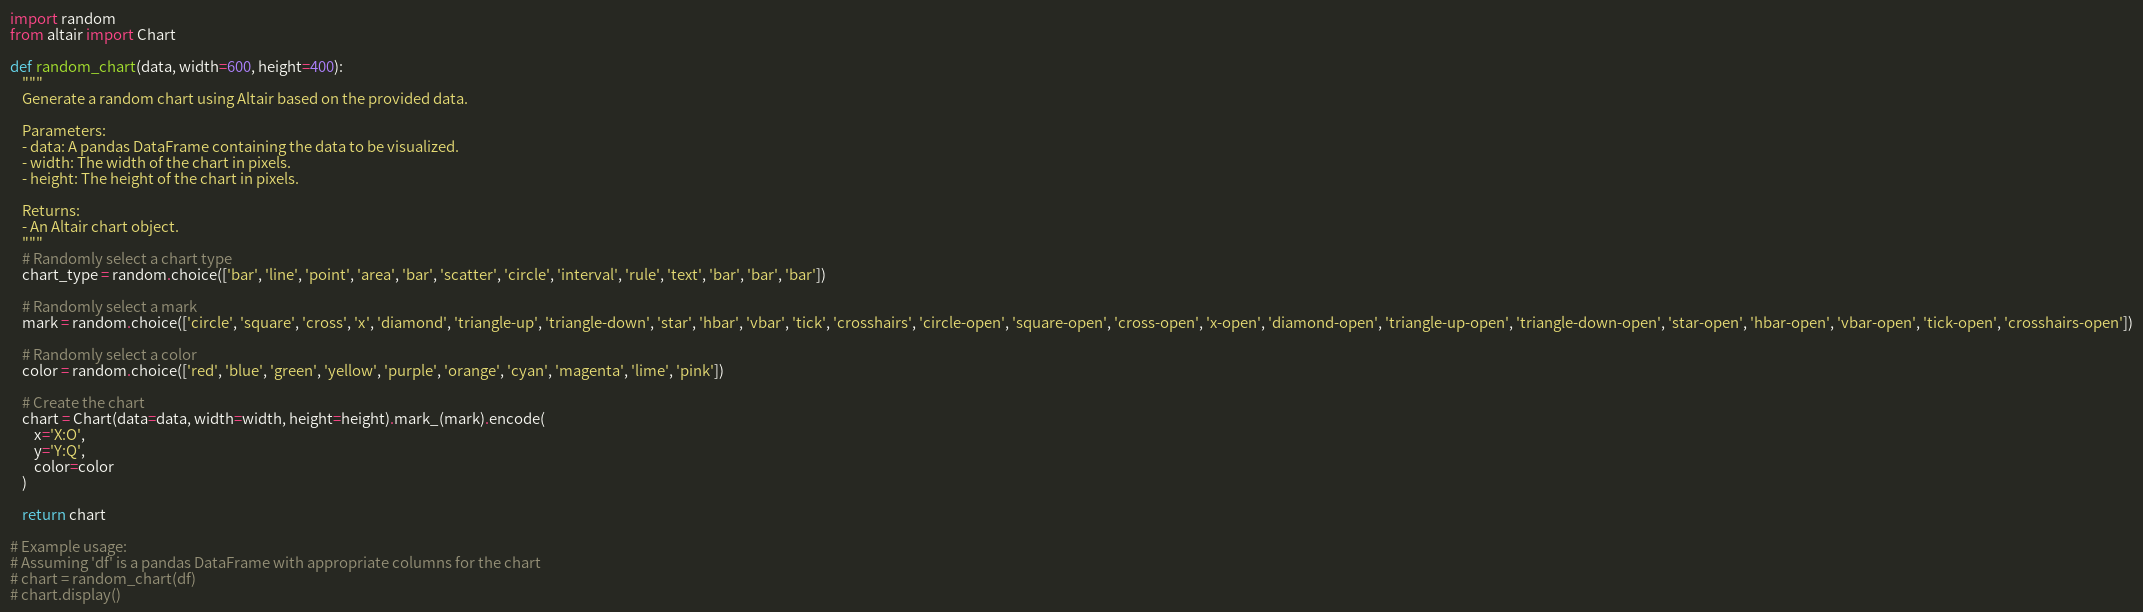 import random
from altair import Chart

def random_chart(data, width=600, height=400):
    """
    Generate a random chart using Altair based on the provided data.

    Parameters:
    - data: A pandas DataFrame containing the data to be visualized.
    - width: The width of the chart in pixels.
    - height: The height of the chart in pixels.

    Returns:
    - An Altair chart object.
    """
    # Randomly select a chart type
    chart_type = random.choice(['bar', 'line', 'point', 'area', 'bar', 'scatter', 'circle', 'interval', 'rule', 'text', 'bar', 'bar', 'bar'])

    # Randomly select a mark
    mark = random.choice(['circle', 'square', 'cross', 'x', 'diamond', 'triangle-up', 'triangle-down', 'star', 'hbar', 'vbar', 'tick', 'crosshairs', 'circle-open', 'square-open', 'cross-open', 'x-open', 'diamond-open', 'triangle-up-open', 'triangle-down-open', 'star-open', 'hbar-open', 'vbar-open', 'tick-open', 'crosshairs-open'])

    # Randomly select a color
    color = random.choice(['red', 'blue', 'green', 'yellow', 'purple', 'orange', 'cyan', 'magenta', 'lime', 'pink'])

    # Create the chart
    chart = Chart(data=data, width=width, height=height).mark_(mark).encode(
        x='X:O',
        y='Y:Q',
        color=color
    )

    return chart

# Example usage:
# Assuming 'df' is a pandas DataFrame with appropriate columns for the chart
# chart = random_chart(df)
# chart.display()